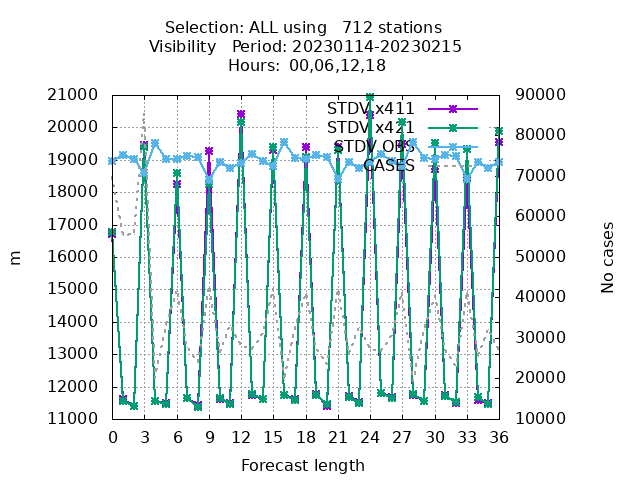 Selection: ALL using   712 stations
Visibility   Period: 20230114-20230215
Hours:  00,06,12,18
STDV x411
STDV x421
STDV OBS
CASES
21000
20000
19000
18000
17000
16000
15000
14000
13000
12000
11000
90000
80000
70000
60000
50000
40000
30000
20000
10000
m
No cases
0 3 6 9 12 15 18 21 24 27 30 33 36
Forecast length